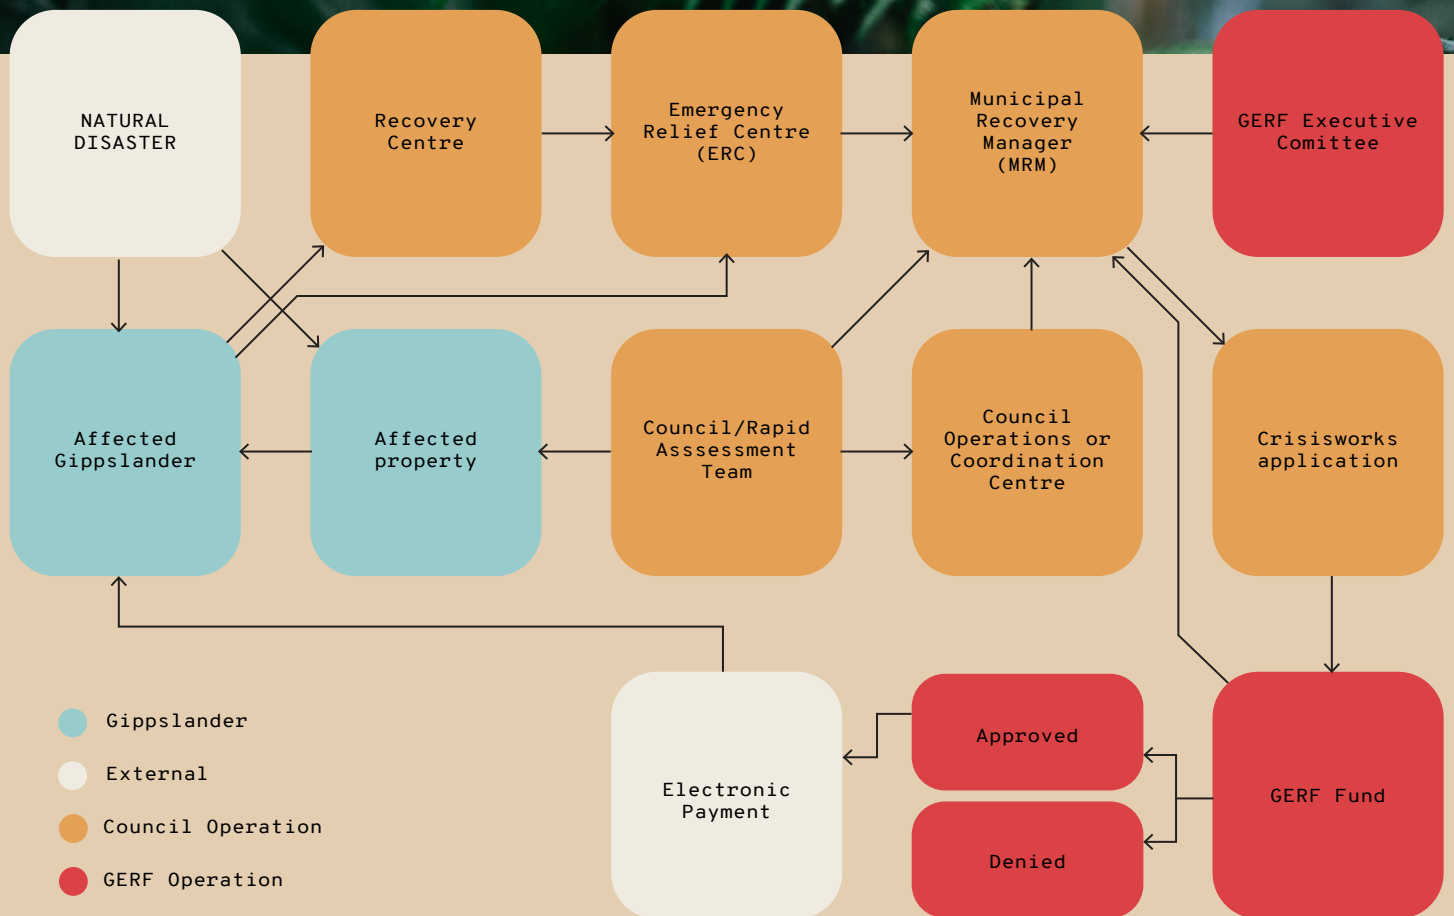 NATURAL
DISASTER
Recovery
Centre
Emergency
Relief Centre
(ERC)
Municipal
Recovery
Manager
(MRM)
GERF Executive
Comittee
Affected
Gippslander
Affected
property
Council/Rapid
Asssessment
Team
Council
Operations or
Coordination
Centre
Crisisworks
application
Gippslander
External
Council Operation
GERF Operation
Electronic
Payment
Approved
Denied
GERF Fund